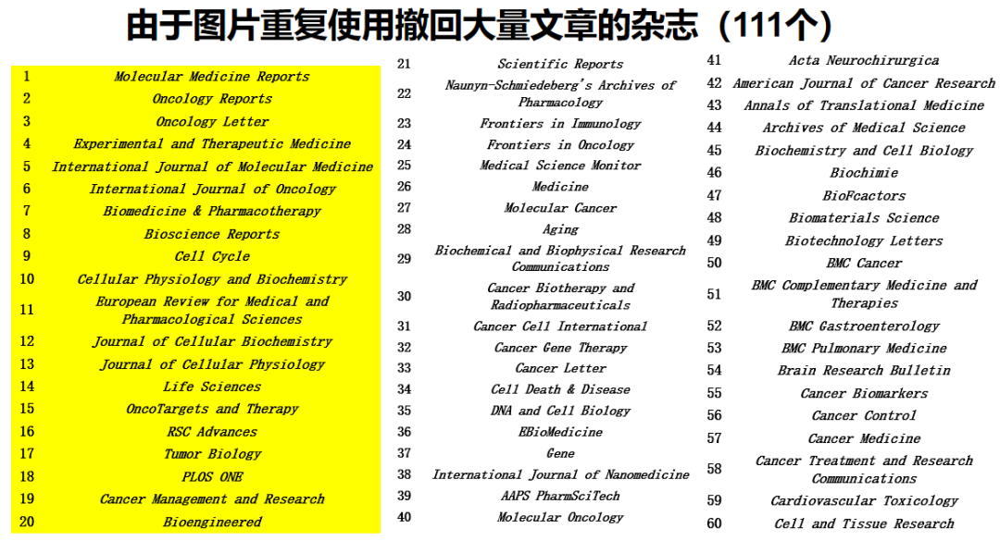 由于图片重复使用撤回大量文章的杂志（111个）
1 Molecular Medicine Reports
2 Oncology Reports
3 Oncology Letter
4 Experimental and Therapeutic Medicine
5 International Journal of Molecular Medicine
6 International Journal of Oncology
7 Biomedicine & Pharmacotherapy
8 Bioscience Reports
9 Cell Cycle
10 Cellular Physiology and Biochemistry
11 European Review for Medical and
Pharmacological Sciences
12 Journal of Cellular Biochemistry
13 Journal of Cellular Physiology
14 Life Sciences
15 OncoTargets and Therapy
16 RSC Advances
17 Tumor Biology
18 PLOS ONE
19 Cancer Management and Research
20 Bioengineered
21 Scientific Reports
22 Naunyn-Schmiedeberg's Archives of
Pharmacology
23 Frontiers in Immunology
24 Frontiers in Oncology
25 Medical Science Monitor
26 Medicine
27 Molecular Cancer
28 Aging
29 Biochemical and Biophysical Research
Communications
30 Cancer Biotherapy and
Radiopharmaceuticals
31 Cancer Cell International
32 Cancer Gene Therapy
33 Cancer Letter
34 Cell Death & Disease
35 DNA and Cell Biology
36 EBioMedicine
37 Gene
38 International Journal of Nanomedicine
39 AAPS PharmSciTech
40 Molecular Oncology
41 Acta Neurochirurgica
42 American Journal of Cancer Research
43 Annals of Translational Medicine
44 Archives of Medical Science
45 Biochemistry and Cell Biology
46 Biochimie
47 BioFcactors
48 Biomaterials Science
49 Biotechnology Letters
50 BMC Cancer
51 BMC Complementary Medicine and
Therapies
52 BMC Gastroenterology
53 BMC Pulmonary Medicine
54 Brain Research Bulletin
55 Cancer Biomarkers
56 Cancer Control
57 Cancer Medicine
58 Cancer Treatment and Research
Communications
59 Cardiovascular Toxicology
60 Cell and Tissue Research